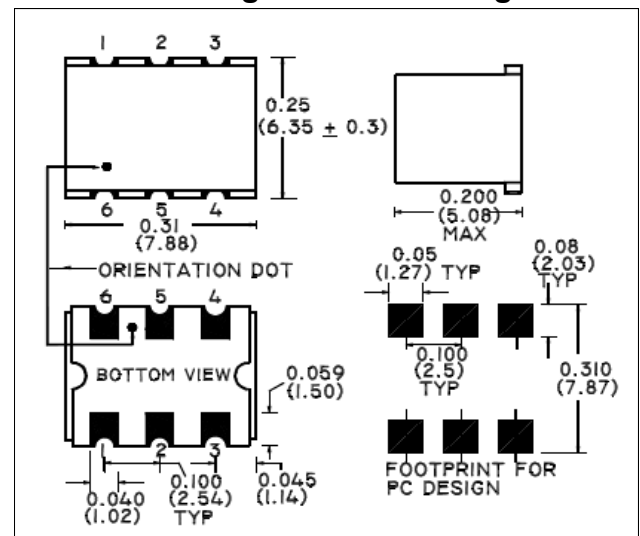 1 2 3
0.25
(6.35 ± 0.3)
6 5 4
0.31
(7.88)
0.200
(5.08)
MAX
ORIENTATION DOT
0.05
(1.27) TYP
0.08
(2.03)
TYP
6 5 4
BOTTOM VIEW
0.059
(1.50)
0.100
(2.5)
TYP
0.310
(7.87)
1 2 3
0.040
(1.02)
0.100
(2.54)
TYP
0.045
(1.14)
FOOTPRINT FOR
PC DESIGN